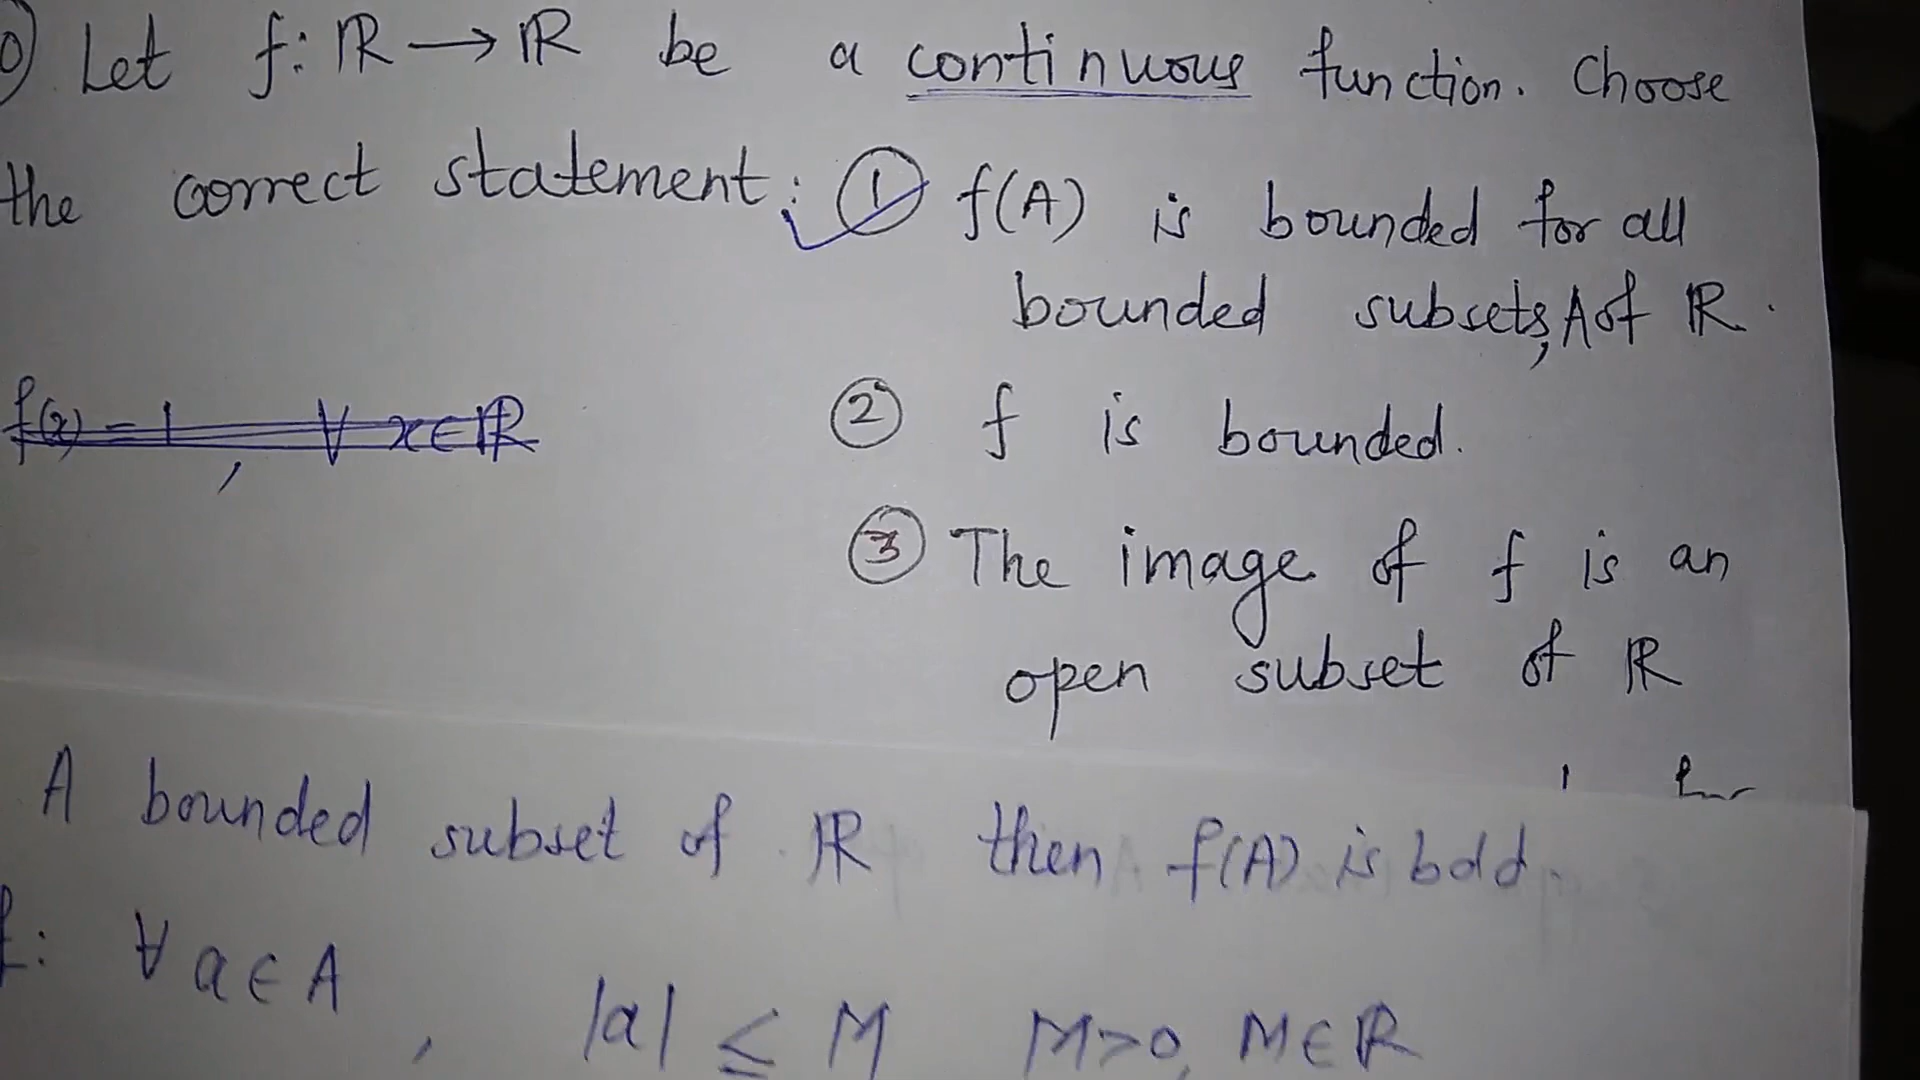 Let f: ℝ → ℝ be a continuous function. Choose
the correct statement: ① f(A) is bounded for all
bounded subsets, A of ℝ.
f(x) = 1, ∀ x ∈ ℝ
② f is bounded.
③ The image of f is an
open subset of ℝ
A bounded subset of ℝ then f(A) is bdd.
∀ a ∈ A, |a| ≤ M M>0, M ∈ ℝ